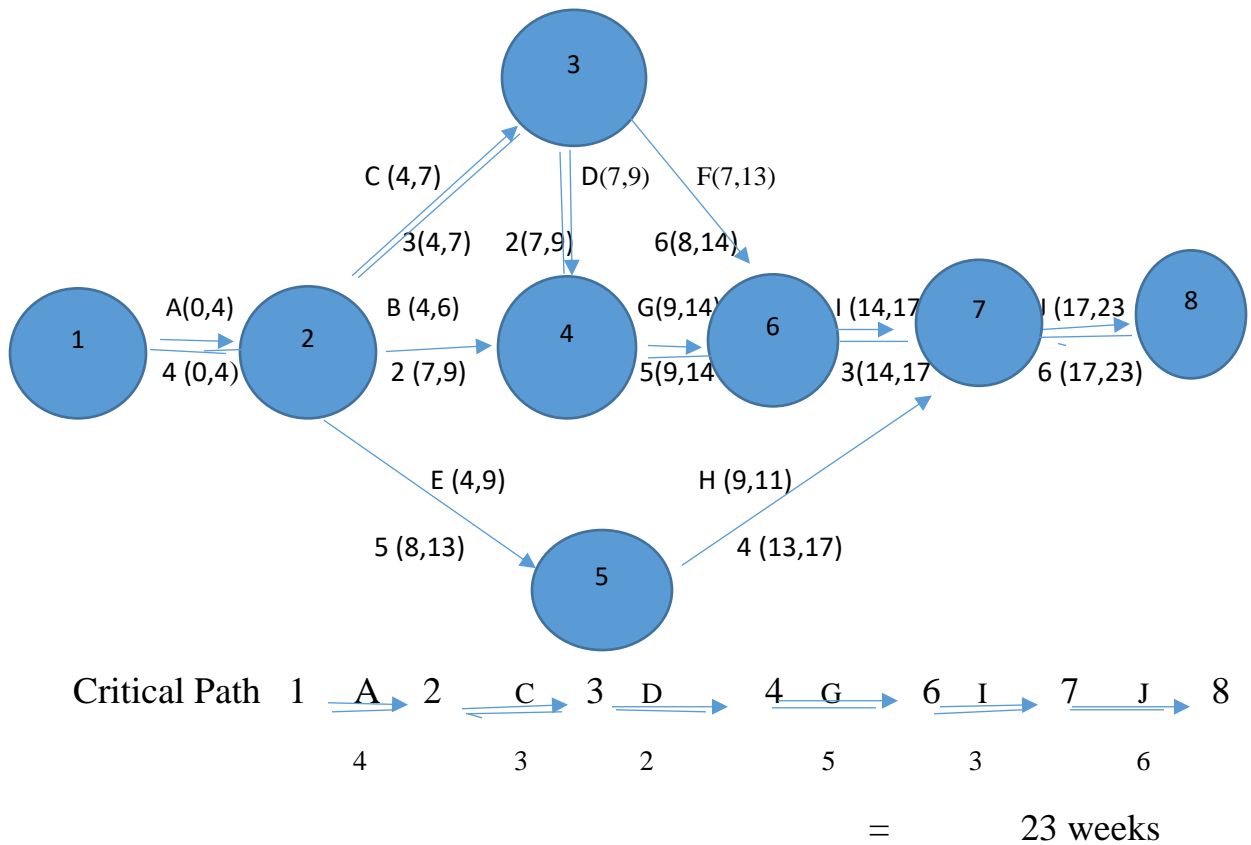 3
C (4,7)
D(7,9)
F(7,13)
3(4,7)
2(7,9)
6(8,14)
A(0,4)
B (4,6)
G(9,14)
I (14,17
7
J (17,23
8
1
2
4
6
4 (0,4)
2 (7,9)
5(9,14
3(14,17
6 (17,23)
E (4,9)
H (9,11)
5 (8,13)
4 (13,17)
5
Critical Path 1 A 2 C 3 D 4 G 6 I 7 J 8
4 3 2 5 3 6
= 23 weeks